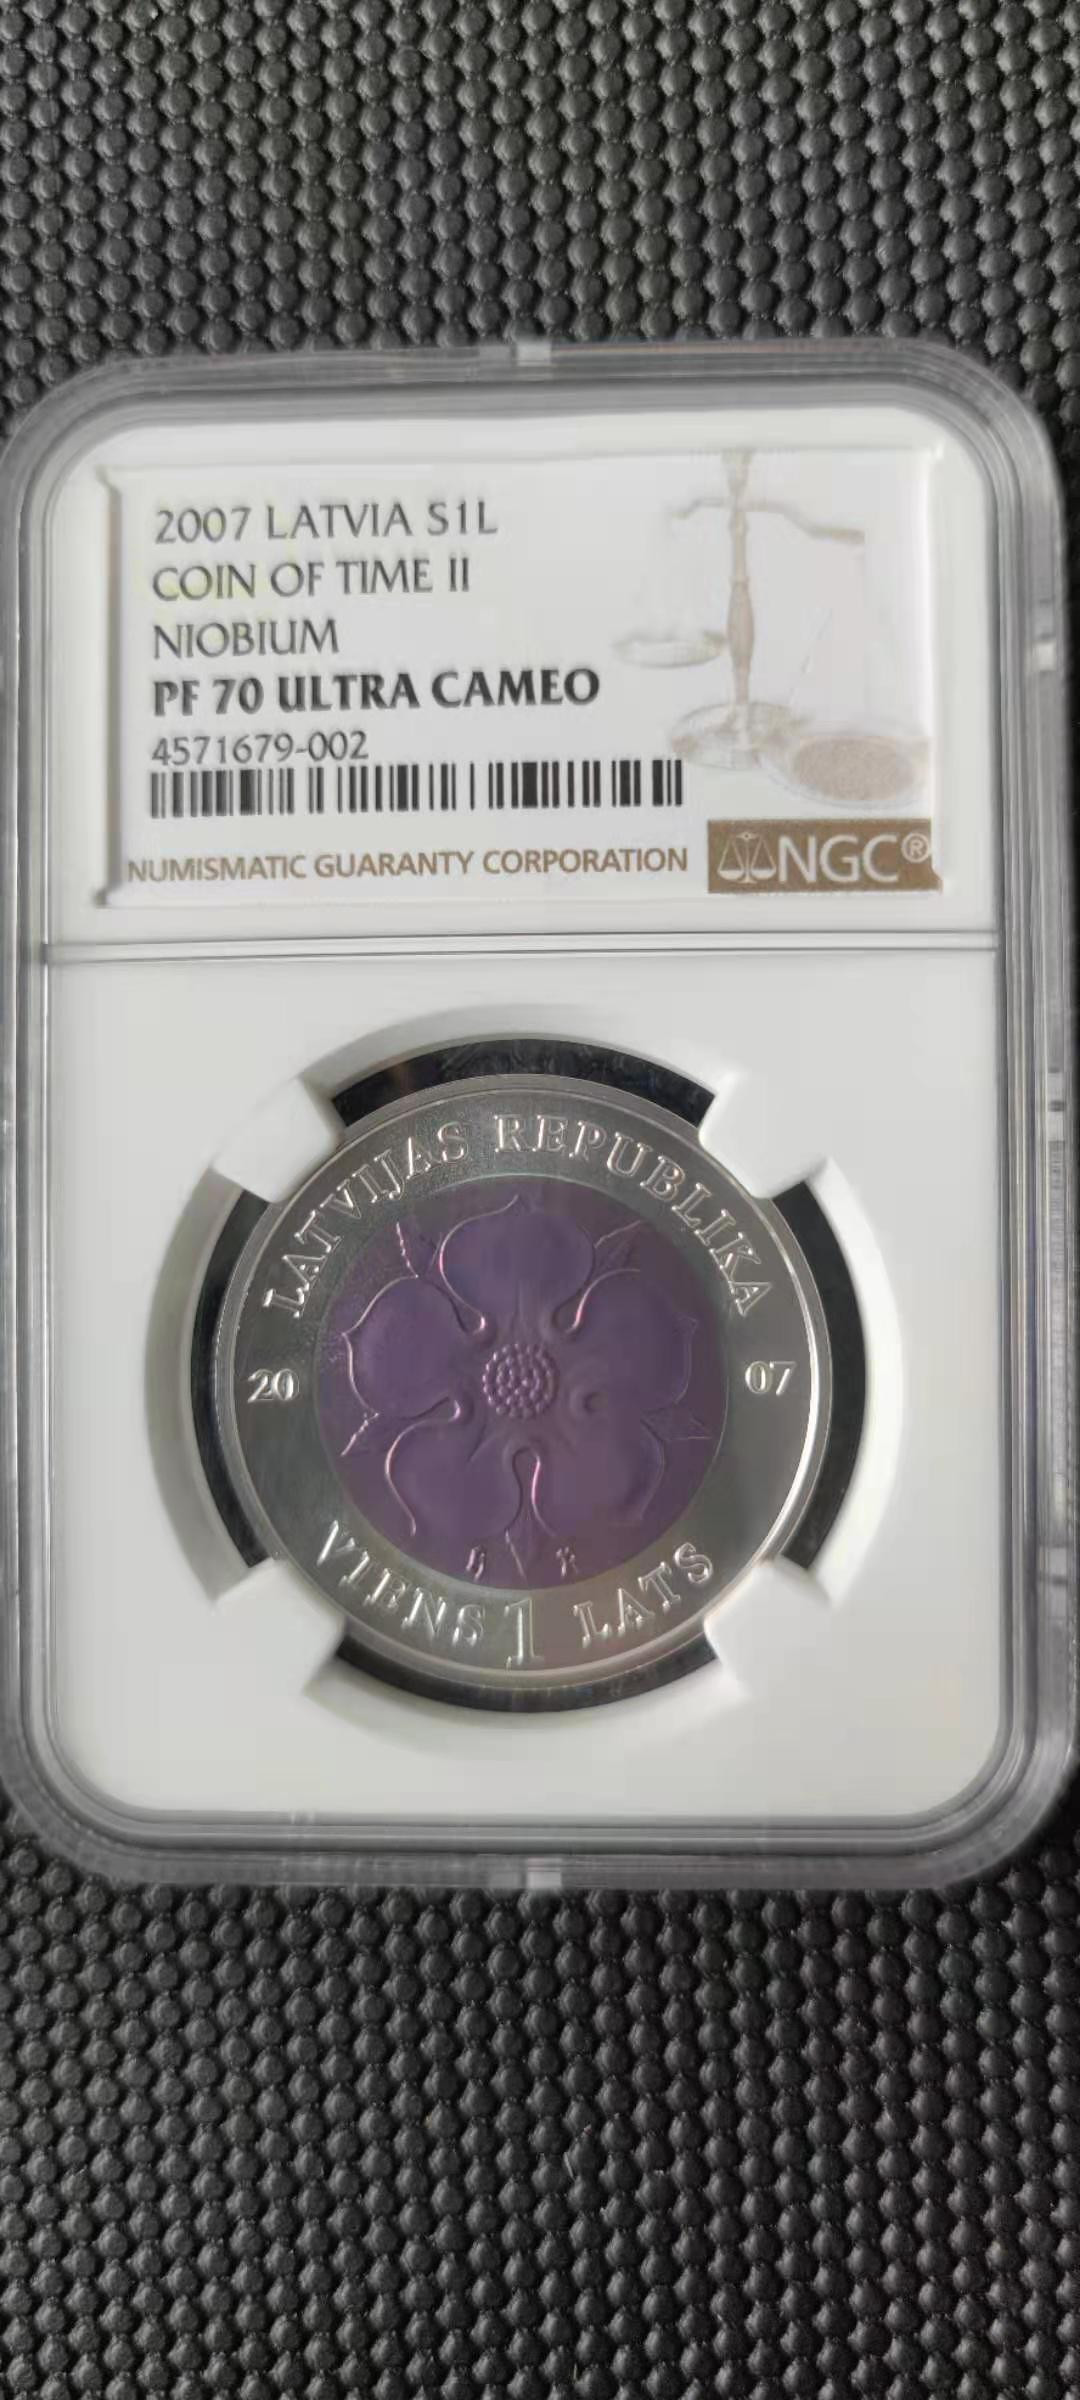 2007 LATVIA S1L
COIN OF TIME II
NIOBIUM
PF 70 ULTRA CAMEO
4571679-002
NUMISMATIC GUARANTY CORPORATION NGC®
LATVIJAS REPUBLIKA
20 07
VIENS 1 LATS